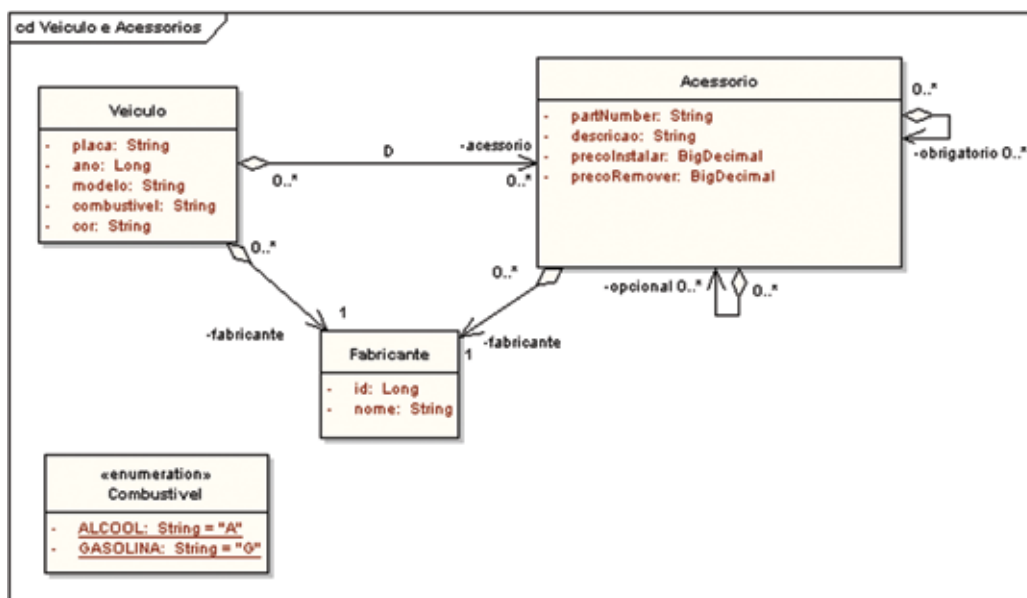 cd Veiculo e Acessorios
Veiculo
- placa: String
- ano: Long
- modelo: String
- combustivel: String
- cor: String
0..*
D
-acessorio
0..*
Acessorio
- partNumber: String
- descricao: String
- precoInstalar: BigDecimal
- precoRemover: BigDecimal
0..*
-obrigatorio 0..*
-opcional 0..*
0..*
0..*
-fabricante
1
0..*
-fabricante
1
Fabricante
- id: Long
- nome: String
«enumeration»
Combustivel
- ALCOOL: String = "A"
- GASOLINA: String = "G"